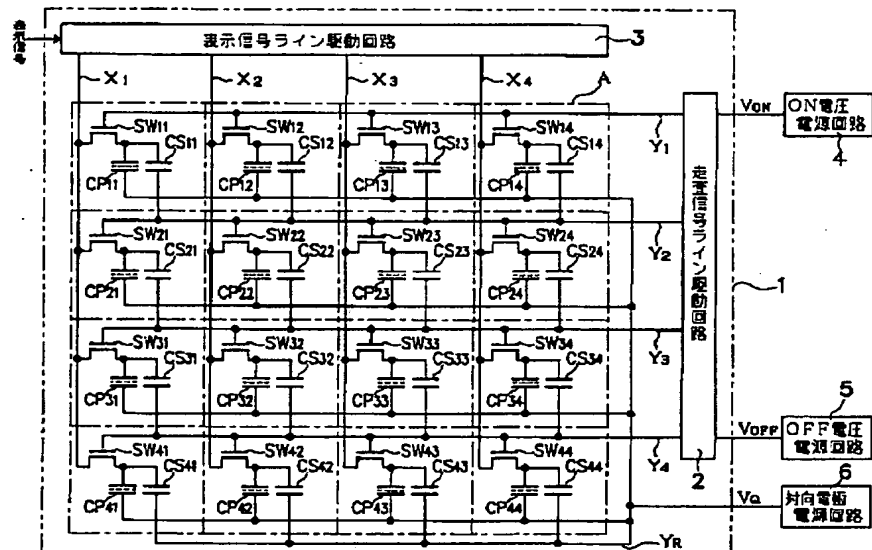 表示信号
表示信号ライン駆動回路
3
X1
X2
X3
X4
A
SW11
SW12
SW13
SW14
CS11
CS12
CS13
CS14
CP11
CP12
CP13
CP14
Y1
VON
ON電圧
電源回路
4
SW21
SW22
SW23
SW24
CS21
CS22
CS23
CS24
CP21
CP22
CP23
CP24
Y2
走査信号ライン駆動回路
1
SW31
SW32
SW33
SW34
CS31
CS32
CS33
CS34
CP31
CP32
CP33
CP34
Y3
5
VOFF
OFF電圧
電源回路
SW41
SW42
SW43
SW44
CS41
CS42
CS43
CS44
CP41
CP42
CP43
CP44
Y4
2
6
VQ
対向電極
電源回路
YR